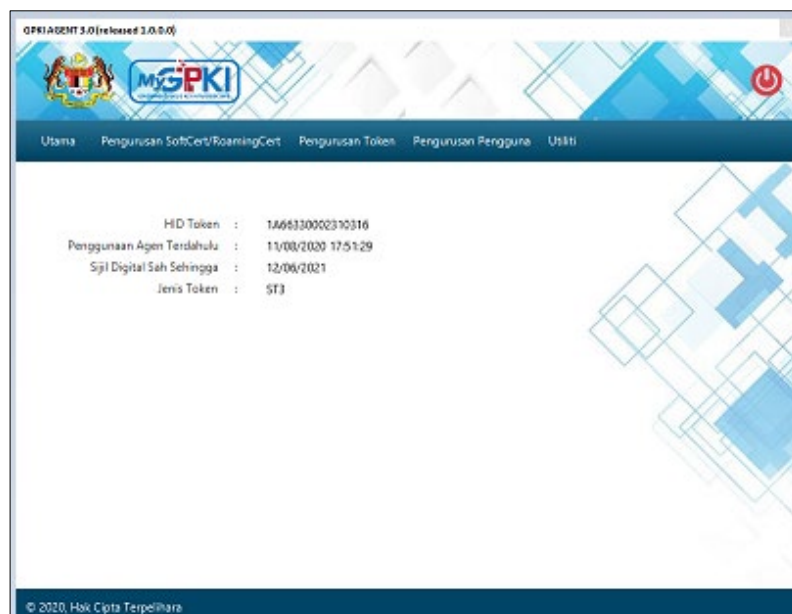 GPKI AGENT 3.0 (released 1.0.0.0)
MyGPKI
Utama Pengurusan SoftCert/RoamingCert Pengurusan Token Pengurusan Pengguna Utiliti
HID Token : 1A66330002310316
Penggunaan Agen Terdahulu : 11/08/2020 17:51:29
Sijil Digital Sah Sehingga : 12/06/2021
Jenis Token : ST3
© 2020, Hak Cipta Terpelihara